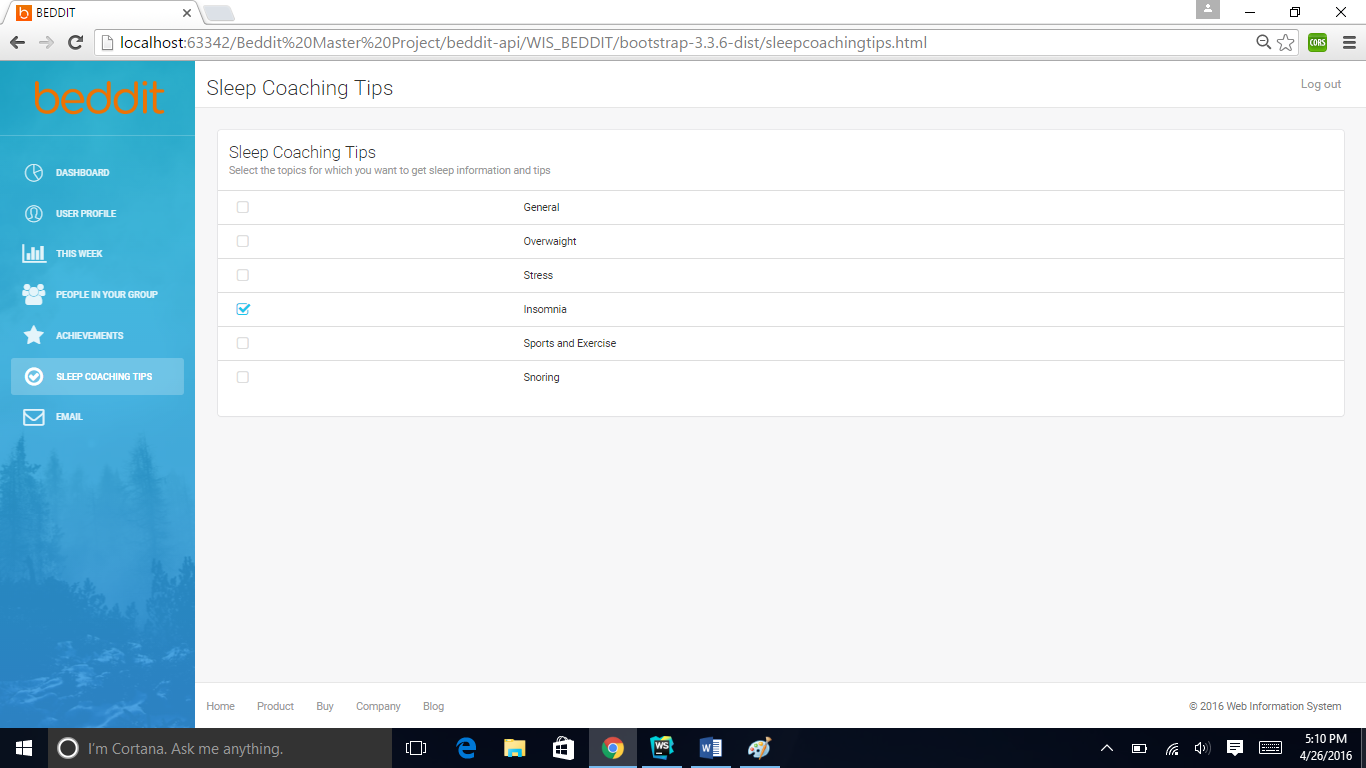 BEDDIT
localhost:63342/Beddit%20Master%20Project/beddit-api/WIS_BEDDIT/bootstrap-3.3.6-dist/sleepcoachingtips.html
CORS
beddit
DASHBOARD
USER PROFILE
THIS WEEK
PEOPLE IN YOUR GROUP
ACHIEVEMENTS
SLEEP COACHING TIPS
EMAIL
Sleep Coaching Tips
Log out
Sleep Coaching Tips
Select the topics for which you want to get sleep information and tips
General
Overwaight
Stress
Insomnia
Sports and Exercise
Snoring
Home Product Buy Company Blog
© 2016 Web Information System
I'm Cortana. Ask me anything.
WS
5:10 PM
4/26/2016